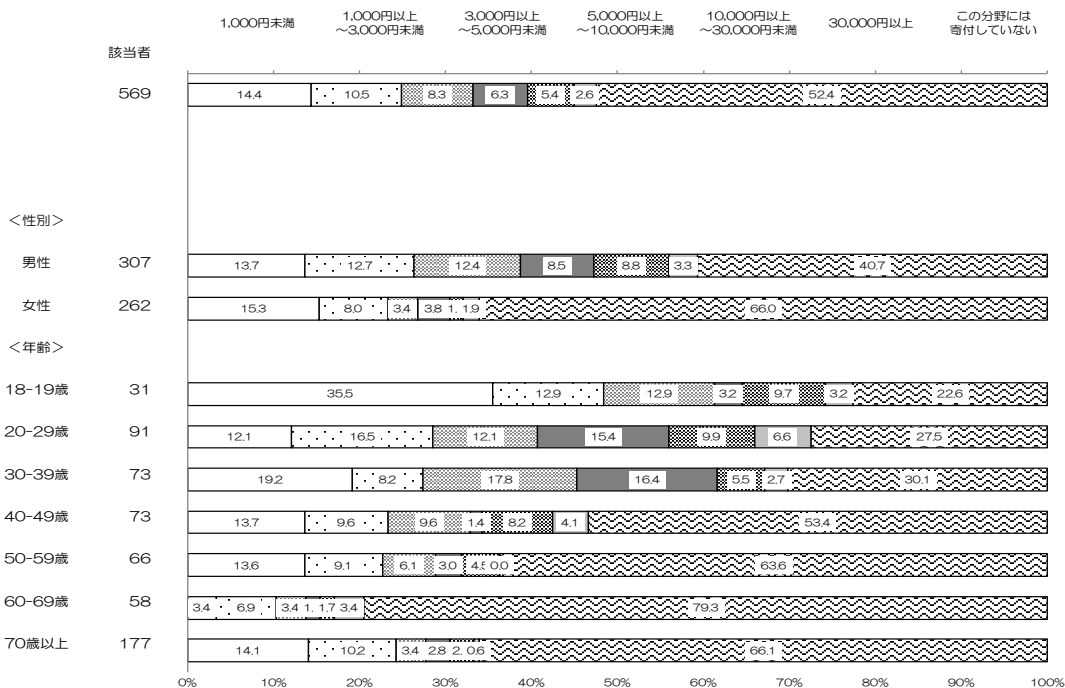 1,000円未満
1,000円以上
～3,000円未満
3,000円以上
～5,000円未満
5,000円以上
～10,000円未満
10,000円以上
～30,000円未満
30,000円以上
この分野には
寄付していない
該当者
569 14.4 10.5 8.3 6.3 5.4 2.6 52.4
＜性別＞
男性 307 13.7 12.7 12.4 8.5 8.8 3.3 40.7
女性 262 15.3 8.0 3.4 3.8 1. 1.9 66.0
＜年齢＞
18-19歳 31 35.5 12.9 12.9 3.2 9.7 3.2 22.6
20-29歳 91 12.1 16.5 12.1 15.4 9.9 6.6 27.5
30-39歳 73 19.2 8.2 17.8 16.4 5.5 2.7 30.1
40-49歳 73 13.7 9.6 9.6 1.4 8.2 4.1 53.4
50-59歳 66 13.6 9.1 6.1 3.0 0.0 63.6
60-69歳 58 3.4 6.9 3.4 1. 1.7 3.4 79.3
70歳以上 177 14.1 10.2 3.4 2.8 2. 0.6 66.1
0% 10% 20% 30% 40% 50% 60% 70% 80% 90% 100%